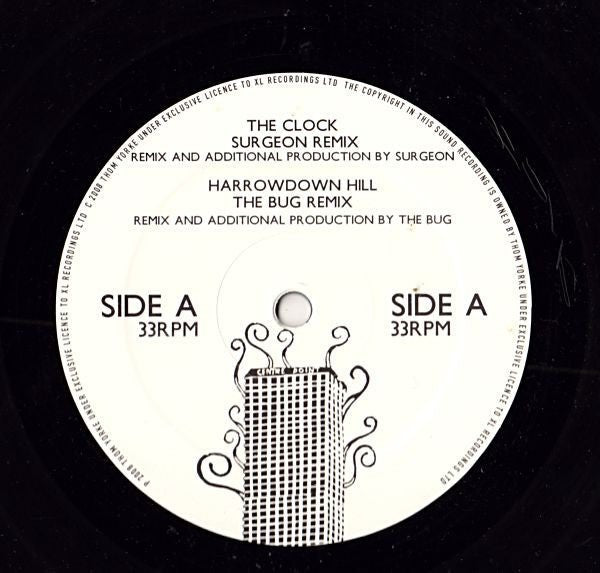 THE CLOCK
SURGEON REMIX
REMIX AND ADDITIONAL PRODUCTION BY SURGEON
HARROWDOWN HILL
THE BUG REMIX
REMIX AND ADDITIONAL PRODUCTION BY THE BUG
SIDE A
33RPM
SIDE A
33RPM
CENTRE POINT
P 2008 THOM YORKE UNDER EXCLUSIVE LICENCE TO XL RECORDINGS LTD C 2008 THOM YORKE UNDER EXCLUSIVE LICENCE TO XL RECORDINGS LTD THE COPYRIGHT IN THIS SOUND RECORDING IS OWNED BY THOM YORKE UNDER EXCLUSIVE LICENCE TO XL RECORDINGS LTD